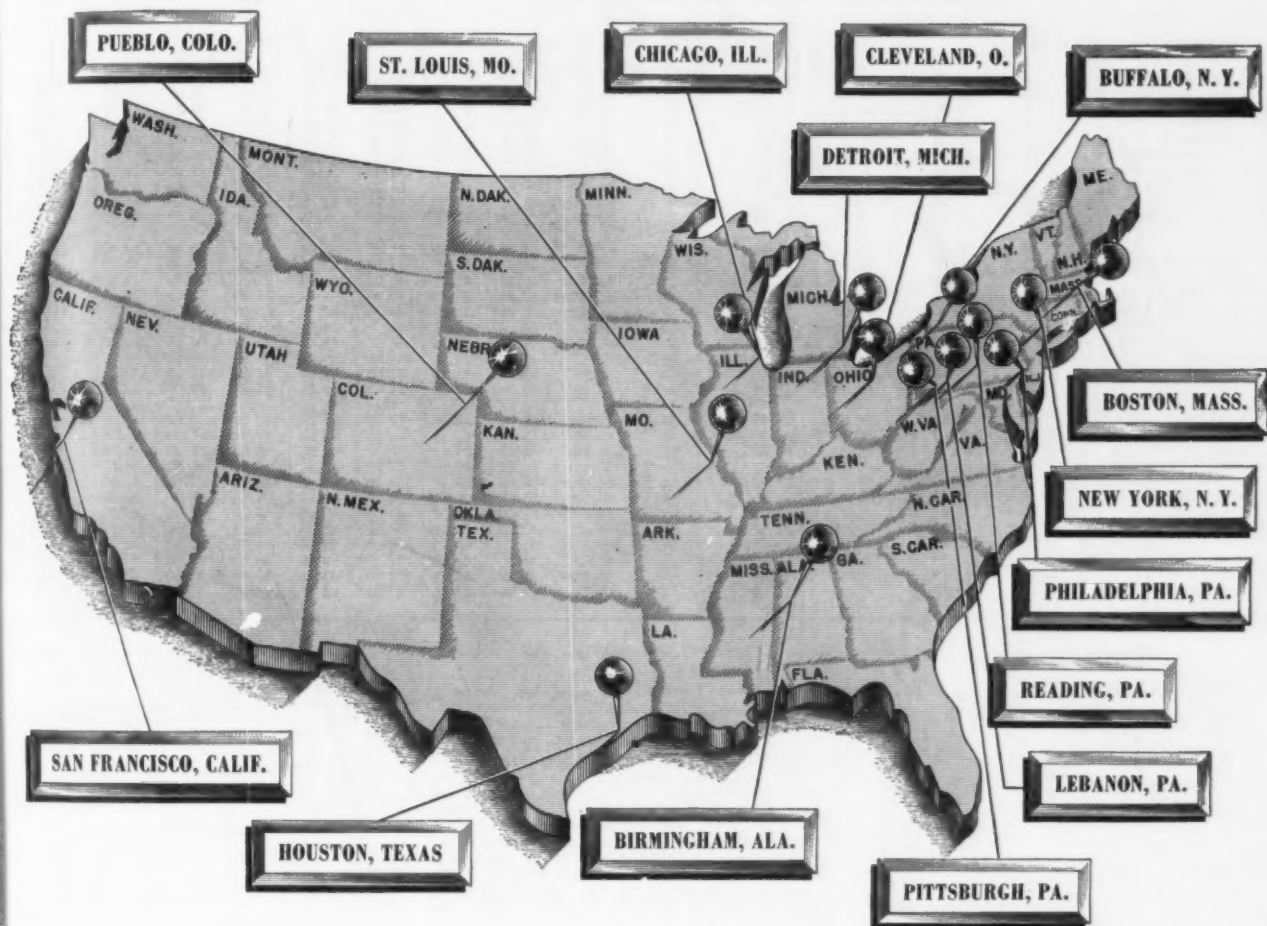 PUEBLO, COLO.
ST. LOUIS, MO.
CHICAGO, ILL.
CLEVELAND, O.
BUFFALO, N. Y.
DETROIT, MICH.
WASH.
MONT.
N. DAK.
MINN.
ME.
OREG.
IDA.
WIS.
N.Y.
VT.
N.H.
S. DAK.
WYO.
MICH.
MASS.
CALIF.
NEV.
IOWA
CONN.
UTAH
NEBR.
ILL.
IND.
OHIO
PA.
N.J.
COL.
KAN.
MO.
W.VA.
MD.
VA.
KEN.
BOSTON, MASS.
ARIZ.
N. MEX.
OKLA.
TEX.
ARK.
TENN.
N. CAR.
NEW YORK, N. Y.
MISS.
ALA.
GA.
S. CAR.
PHILADELPHIA, PA.
LA.
FLA.
READING, PA.
SAN FRANCISCO, CALIF.
LEBANON, PA.
HOUSTON, TEXAS
BIRMINGHAM, ALA.
PITTSBURGH, PA.